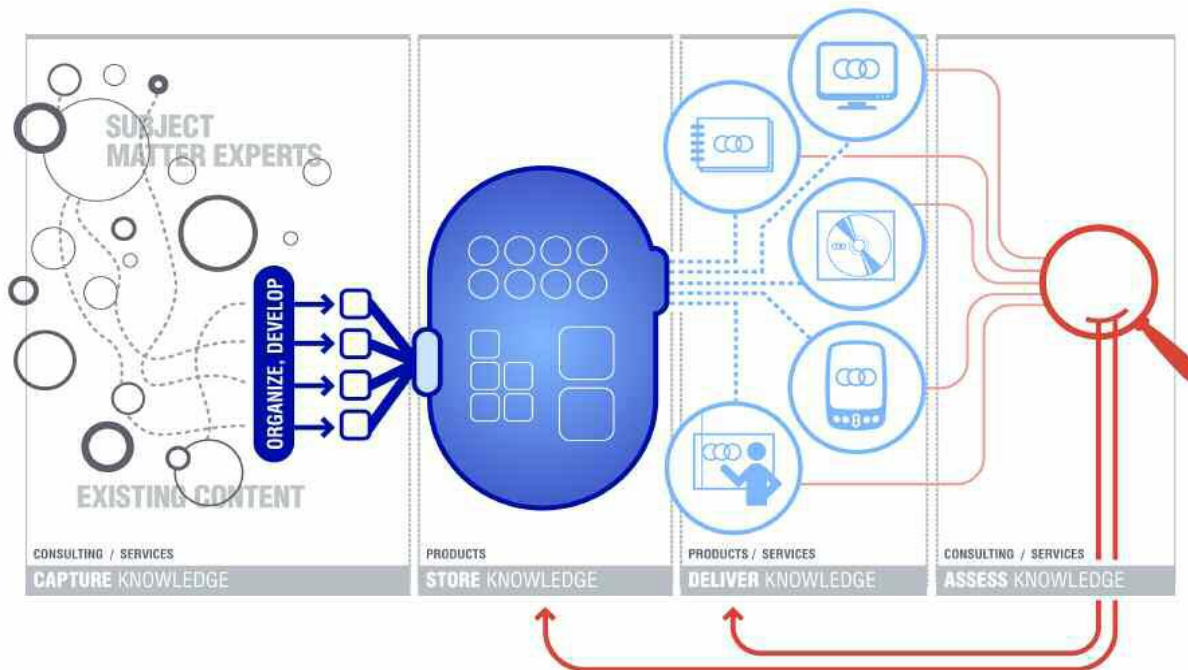 SUBJECT
MATTER EXPERTS
ORGANIZE, DEVELOP
EXISTING CONTENT
CONSULTING / SERVICES
CAPTURE KNOWLEDGE
PRODUCTS
STORE KNOWLEDGE
PRODUCTS / SERVICES
DELIVER KNOWLEDGE
CONSULTING / SERVICES
ASSESS KNOWLEDGE